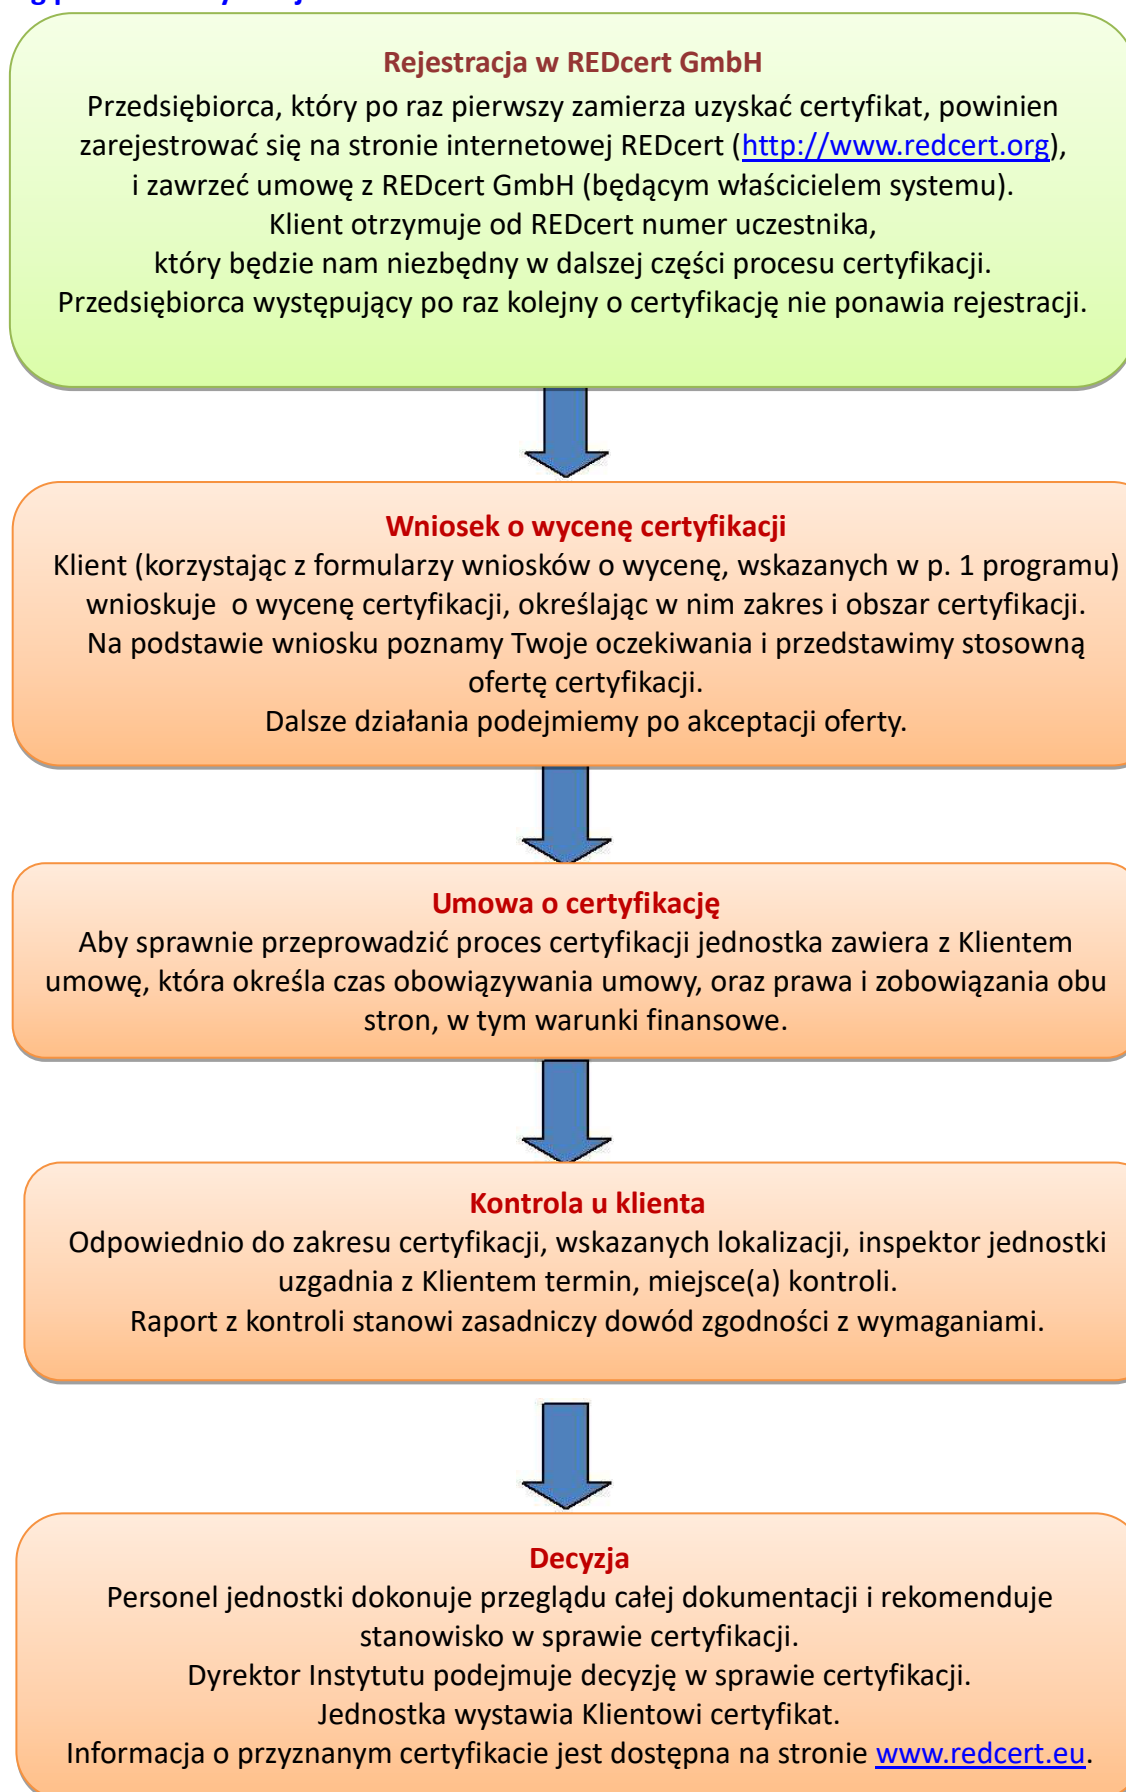 Rejestracja w REDcert GmbH
Przedsiębiorca, który po raz pierwszy zamierza uzyskać certyfikat, powinien
zarejestrować się na stronie internetowej REDcert (http://www.redcert.org),
i zawrzeć umowę z REDcert GmbH (będącym właścicielem systemu).
Klient otrzymuje od REDcert numer uczestnika,
który będzie nam niezbędny w dalszej części procesu certyfikacji.
Przedsiębiorca występujący po raz kolejny o certyfikację nie ponawia rejestracji.
Wniosek o wycenę certyfikacji
Klient (korzystając z formularzy wniosków o wycenę, wskazanych w p. 1 programu)
wnioskuje  o wycenę certyfikacji, określając w nim zakres i obszar certyfikacji.
Na podstawie wniosku poznamy Twoje oczekiwania i przedstawimy stosowną
ofertę certyfikacji.
Dalsze działania podejmiemy po akceptacji oferty.
Umowa o certyfikację
Aby sprawnie przeprowadzić proces certyfikacji jednostka zawiera z Klientem
umowę, która określa czas obowiązywania umowy, oraz prawa i zobowiązania obu
stron, w tym warunki finansowe.
Kontrola u klienta
Odpowiednio do zakresu certyfikacji, wskazanych lokalizacji, inspektor jednostki
uzgadnia z Klientem termin, miejsce(a) kontroli.
Raport z kontroli stanowi zasadniczy dowód zgodności z wymaganiami.
Decyzja
Personel jednostki dokonuje przeglądu całej dokumentacji i rekomenduje
stanowisko w sprawie certyfikacji.
Dyrektor Instytutu podejmuje decyzję w sprawie certyfikacji.
Jednostka wystawia Klientowi certyfikat.
Informacja o przyznanym certyfikacie jest dostępna na stronie www.redcert.eu.